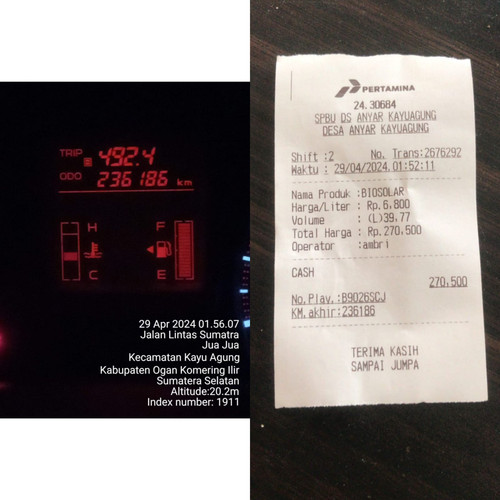 TRIP B 492.4
ODO 236186 km
H F
C E
29 Apr 2024 01.56.07
Jalan Lintas Sumatra
Jua Jua
Kecamatan Kayu Agung
Kabupaten Ogan Komering Ilir
Sumatera Selatan
Altitude:20.2m
Index number: 1911
PERTAMINA
24.30684
SPBU DS ANYAR KAYUAGUNG
DESA ANYAR KAYUAGUNG
Shift :2 No. Trans:2676292
Waktu : 29/04/2024 01:52:11
Nama Produk :BIOSOLAR
Harga/Liter : Rp.6,800
Volume : (L)39,77
Total Harga : Rp.270,500
Operator :ambri
CASH
270,500
No.Plav.:B9026SCJ
KM.akhir:236186
TERIMA KASIH
SAMPAI JUMPA